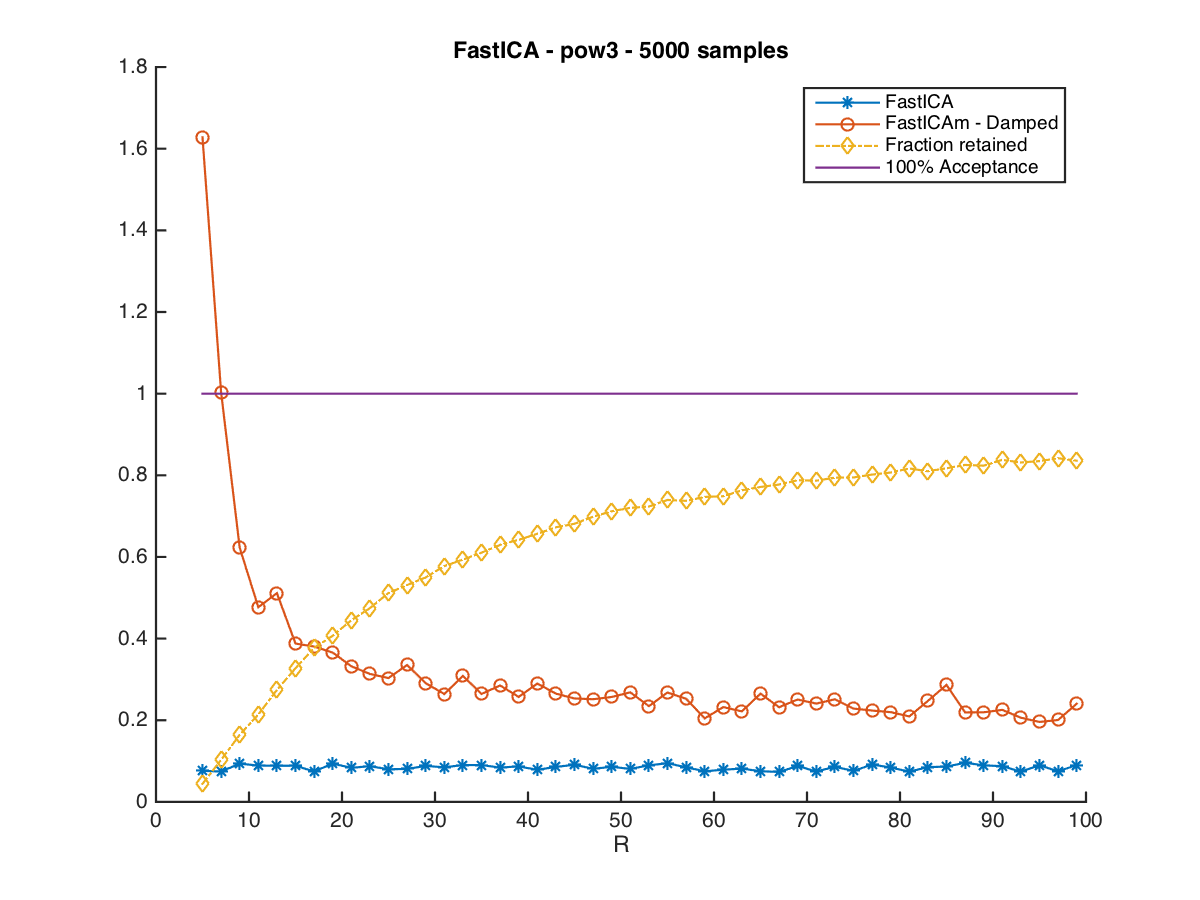 FastICA - pow3 - 5000 samples
FastICA
FastICAm - Damped
Fraction retained
100% Acceptance
1.8
1.6
1.4
1.2
1
0.8
0.6
0.4
0.2
0
0 10 20 30 40 50 60 70 80 90 100
R